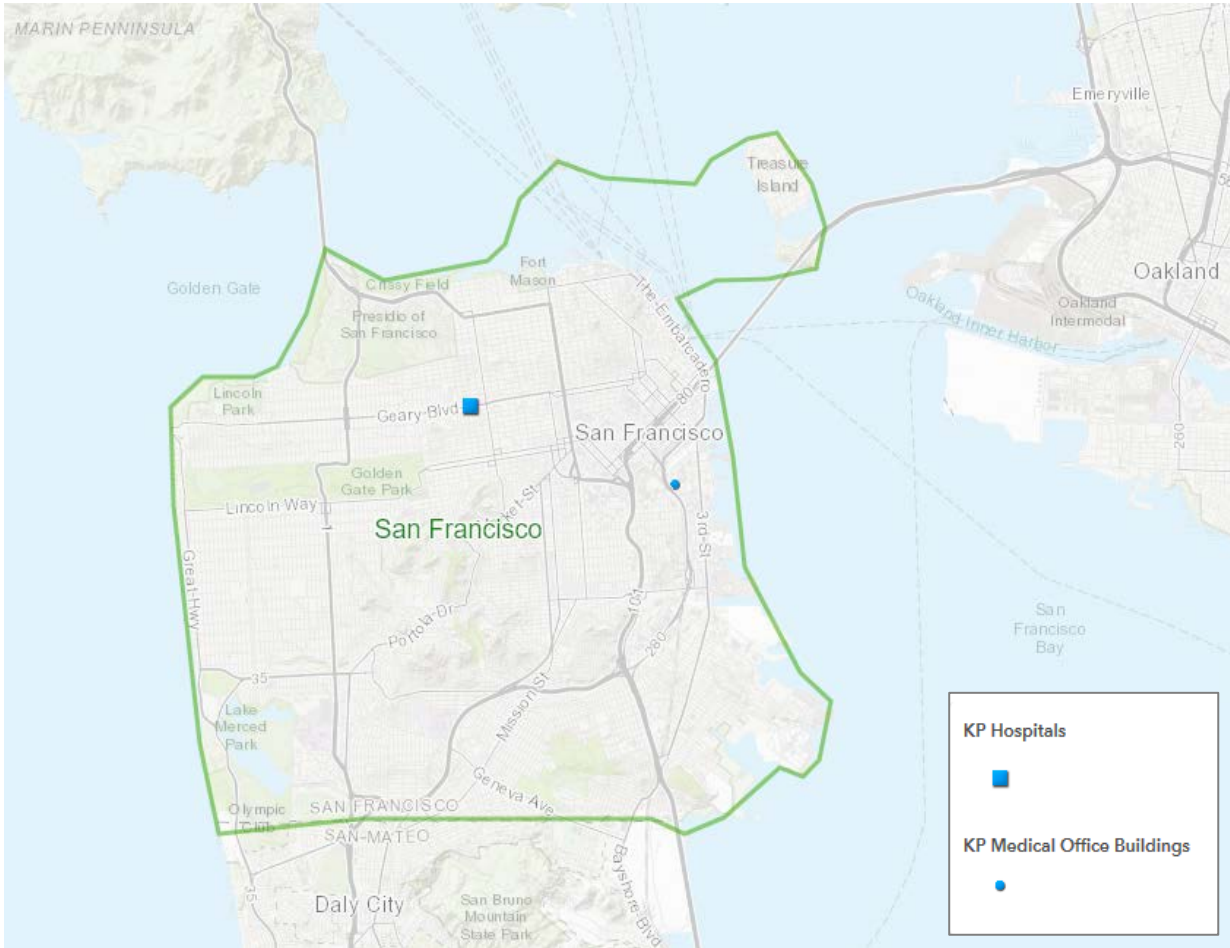 MARIN PENNINSULA
Emeryville
Treasure
Island
Golden Gate
Crissy Field
Fort
Mason
Oakland
Presidio of
San Francisco
The-Embarcadero
Oakland Inner Harbor
Oakland
Intermodal
Lincoln
Park
Geary-Blvd
80
San Francisco
260
Golden
Gate Park
Lincoln Way
1
San Francisco
3rd-St
Great-Hwy
Portola-Dr
101
280
San
Francisco
Bay
35
Mission St
Lake
Merced
Park
Geneva Ave
Olympic
Club
SAN FRANCISCO
SAN-MATEO
35
Daly City
San Bruno
Mountain
State Park
Bayshore-Blvd
KP Hospitals
KP Medical Office Buildings